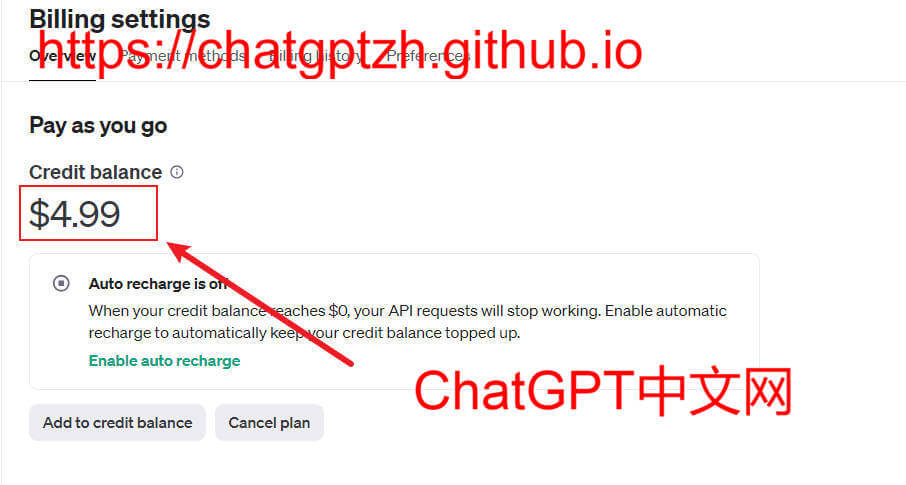 Billing settings
https://chatgptzh.github.io
Overview Payment methods Billing history Preferences
Pay as you go
Credit balance
$4.99
Auto recharge is off
When your credit balance reaches $0, your API requests will stop working. Enable automatic
recharge to automatically keep your credit balance topped up.
Enable auto recharge
ChatGPT中文网
Add to credit balance Cancel plan